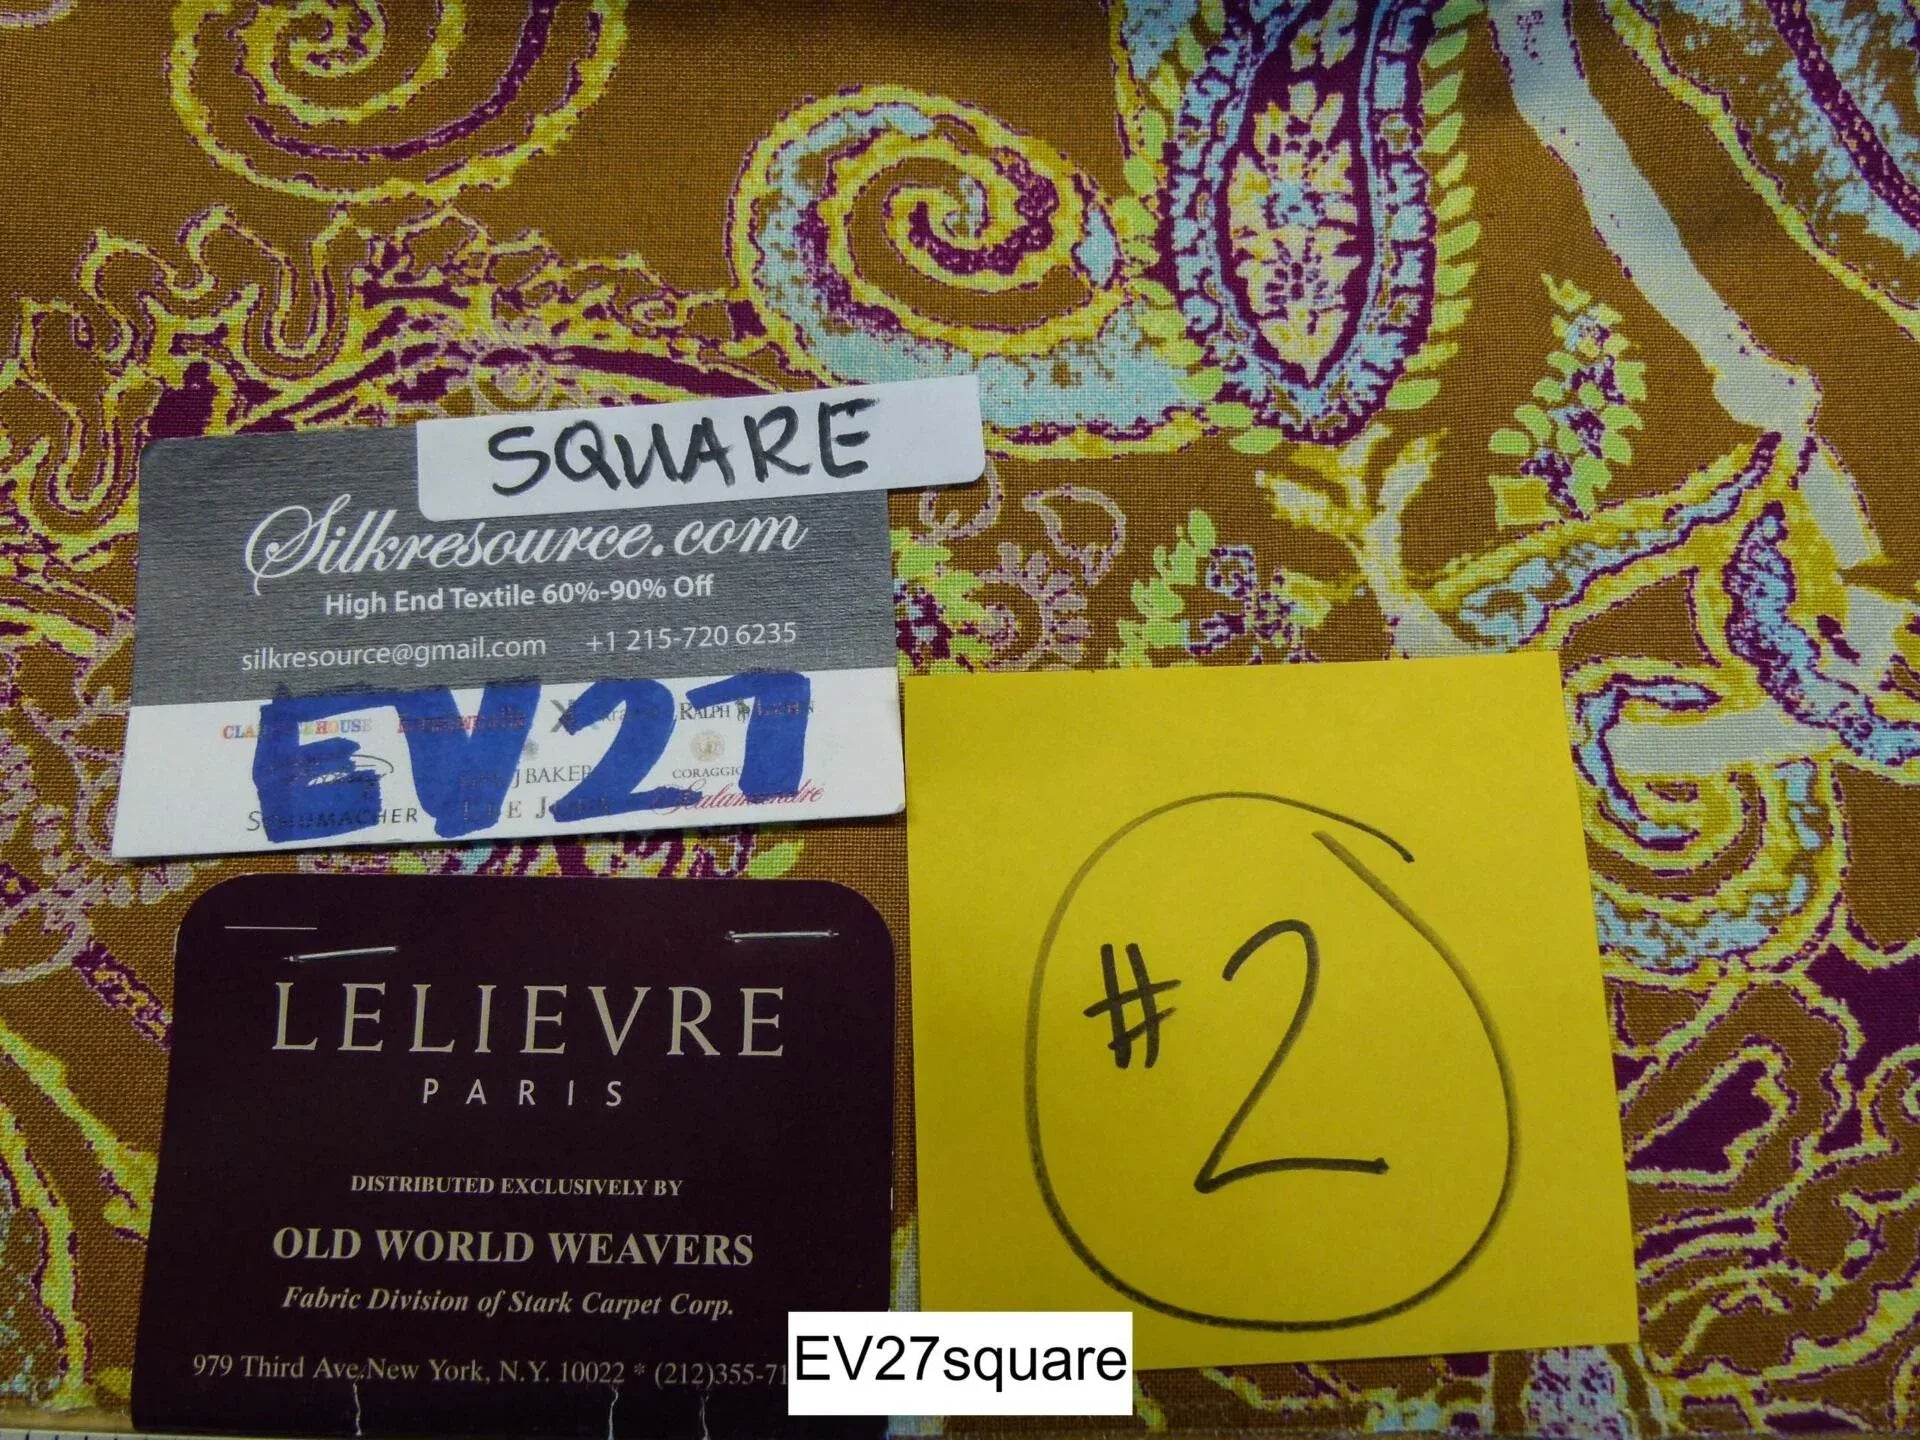 SQUARE
Silkresource.com
High End Textile 60%-90% Off
silkresource@gmail.com +1 215-720 6235
EV27
RALPH
J BAKER
CORAGGIO
SCHUMACHER
Scalamandré
LELIEVRE
PARIS
DISTRIBUTED EXCLUSIVELY BY
OLD WORLD WEAVERS
Fabric Division of Stark Carpet Corp.
979 Third Ave. New York, N.Y. 10022 * (212)355-71
#2
EV27square